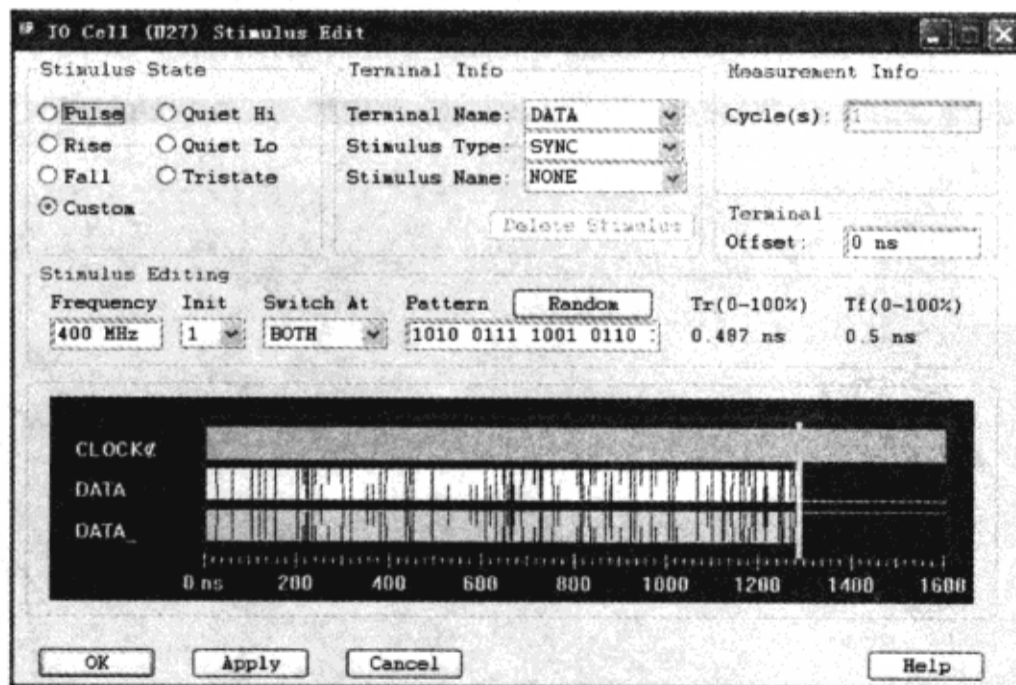 IO Cell (U27) Stimulus Edit
Stimulus State
Pulse
Quiet Hi
Rise
Quiet Lo
Fall
Tristate
Custom
Terminal Info
Terminal Name: DATA
Stimulus Type: SYNC
Stimulus Name: NONE
Delete Stimulus
Measurement Info
Cycle(s): 1
Terminal
Offset: 0 ns
Stimulus Editing
Frequency Init Switch At Pattern Random Tr(0-100%) Tf(0-100%)
400 MHz 1 BOTH 1010 0111 1001 0110 : 0.487 ns 0.5 ns
CLOCK¢
DATA
DATA_
0 ns 200 400 600 800 1000 1200 1400 1600
OK Apply Cancel Help